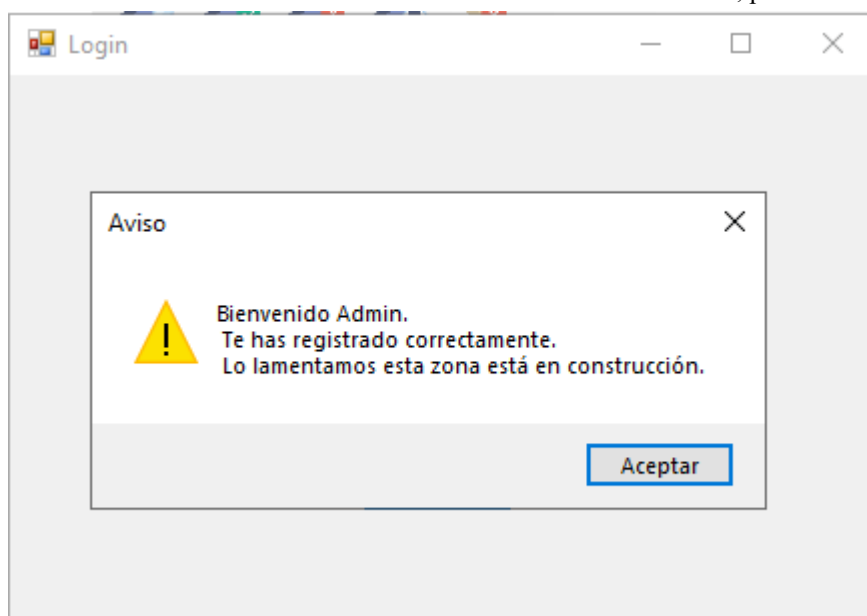 Login
Aviso
Bienvenido Admin.
Te has registrado correctamente.
Lo lamentamos esta zona está en construcción.
Aceptar